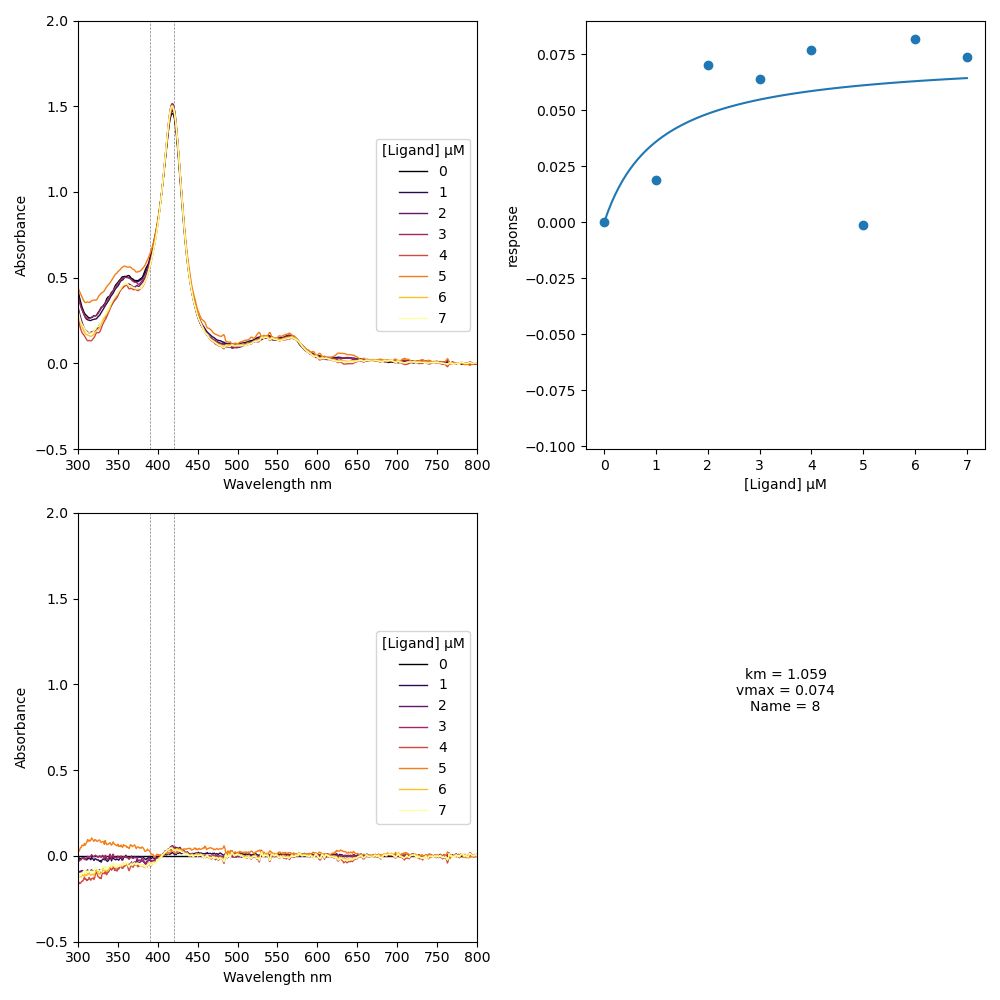 2.0
1.5
1.0
0.5
0.0
−0.5
Absorbance
300 350 400 450 500 550 600 650 700 750 800
Wavelength nm
[Ligand] µM
0
1
2
3
4
5
6
7
0.075
0.050
0.025
0.000
−0.025
−0.050
−0.075
−0.100
response
0 1 2 3 4 5 6 7
[Ligand] µM
2.0
1.5
1.0
0.5
0.0
−0.5
Absorbance
300 350 400 450 500 550 600 650 700 750 800
Wavelength nm
[Ligand] µM
0
1
2
3
4
5
6
7
km = 1.059
vmax = 0.074
Name = 8